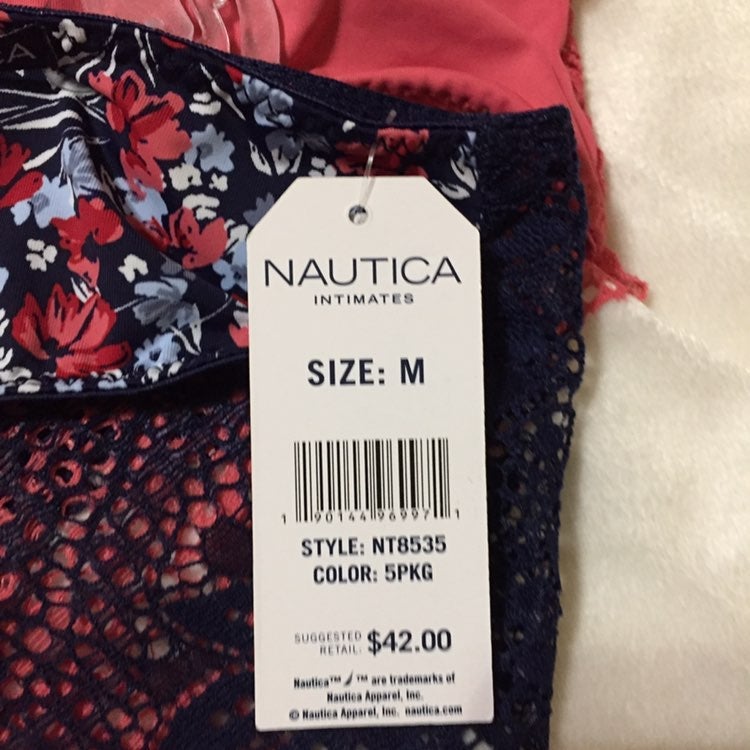 NAUTICA
INTIMATES
SIZE: M
1 90144 96997 1
STYLE: NT8535
COLOR: 5PKG
SUGGESTED
RETAIL: $42.00
Nautica™ ™ are trademarks of
Nautica Apparel, Inc.
© Nautica Apparel, Inc. nautica.com